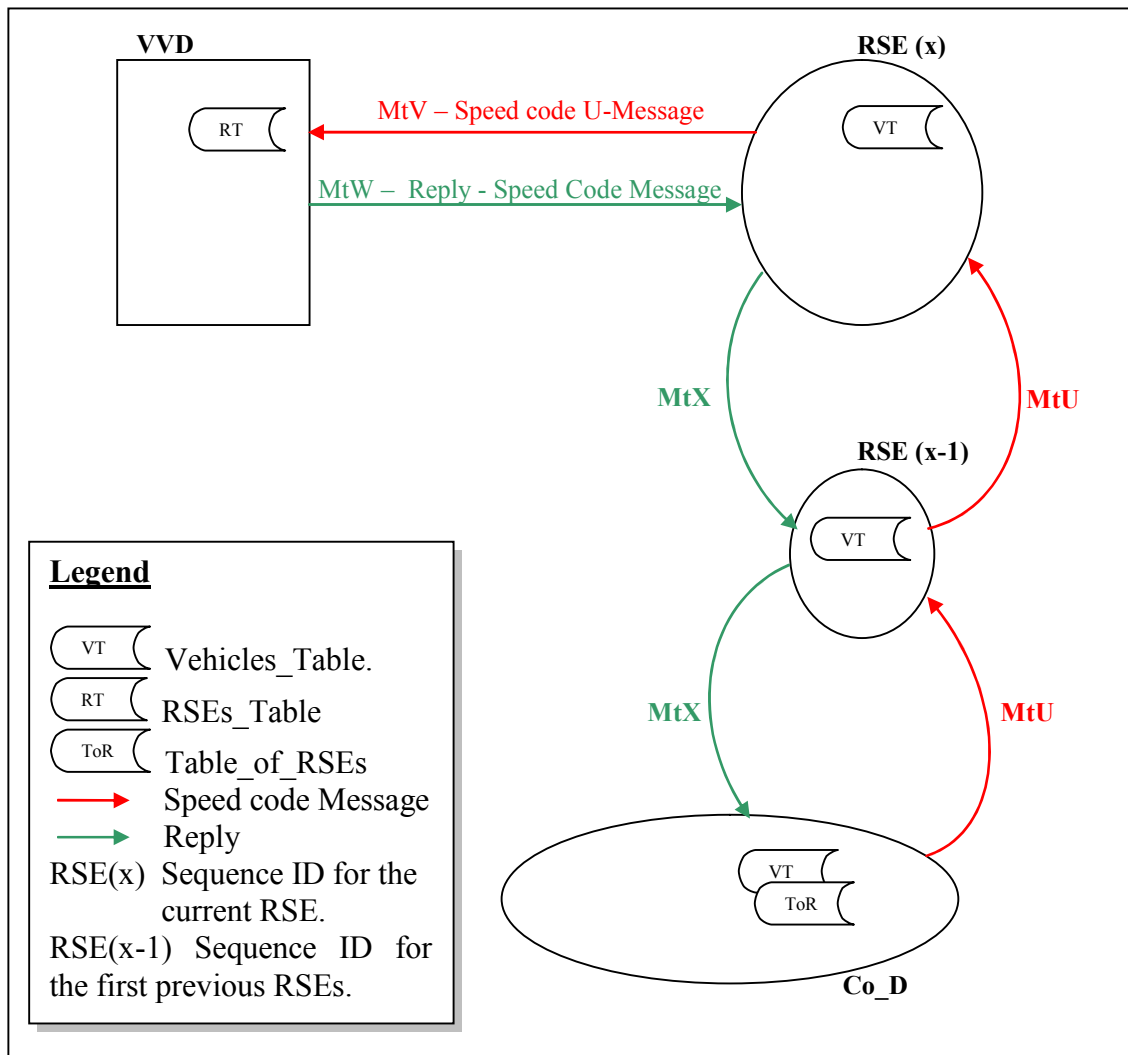 VVD
RSE (x)
RT
MtV – Speed code U-Message
VT
MtW – Reply - Speed Code Message
MtX
MtU
RSE (x-1)
VT
MtX
MtU
VT
ToR
Co_D
Legend
VT Vehicles_Table.
RT RSEs_Table
ToR Table_of_RSEs
Speed code Message
Reply
RSE(x) Sequence ID for the
current RSE.
RSE(x-1) Sequence ID for
the first previous RSEs.